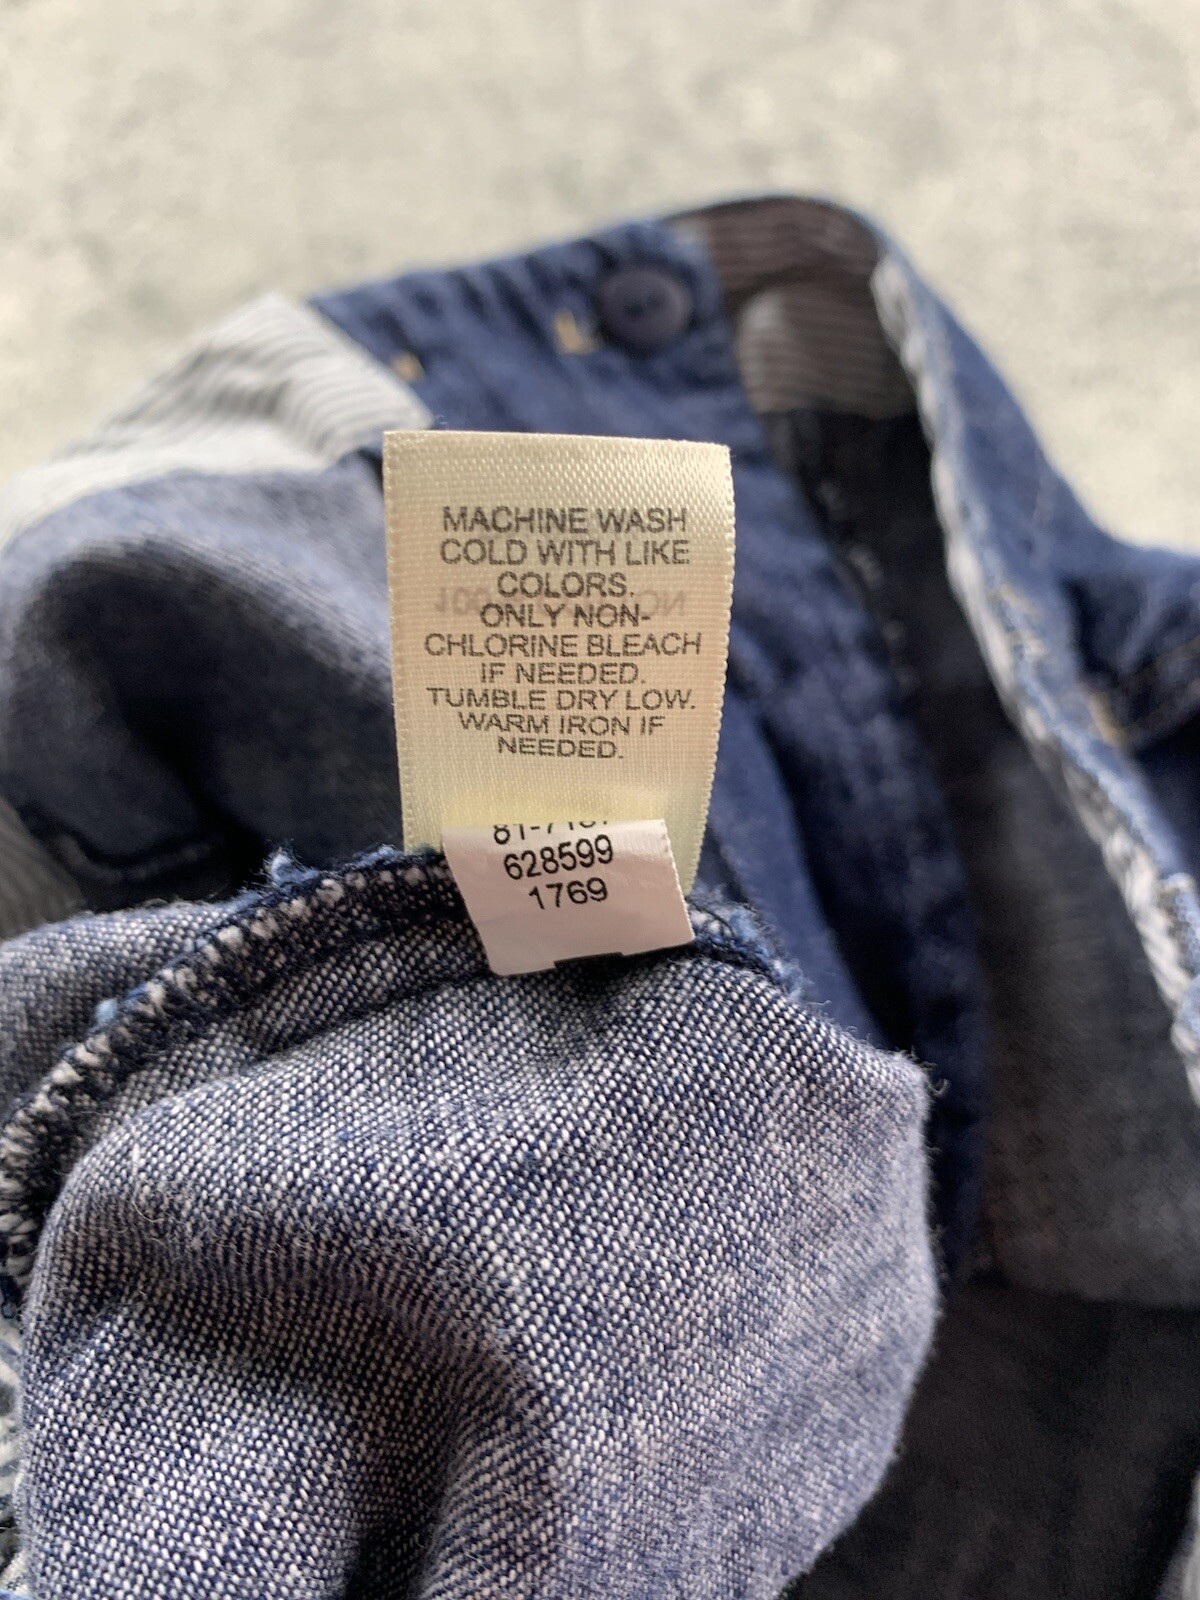 MACHINE WASH
COLD WITH LIKE
COLORS.
ONLY NON-
CHLORINE BLEACH
IF NEEDED.
TUMBLE DRY LOW.
WARM IRON IF
NEEDED.
628599
1769